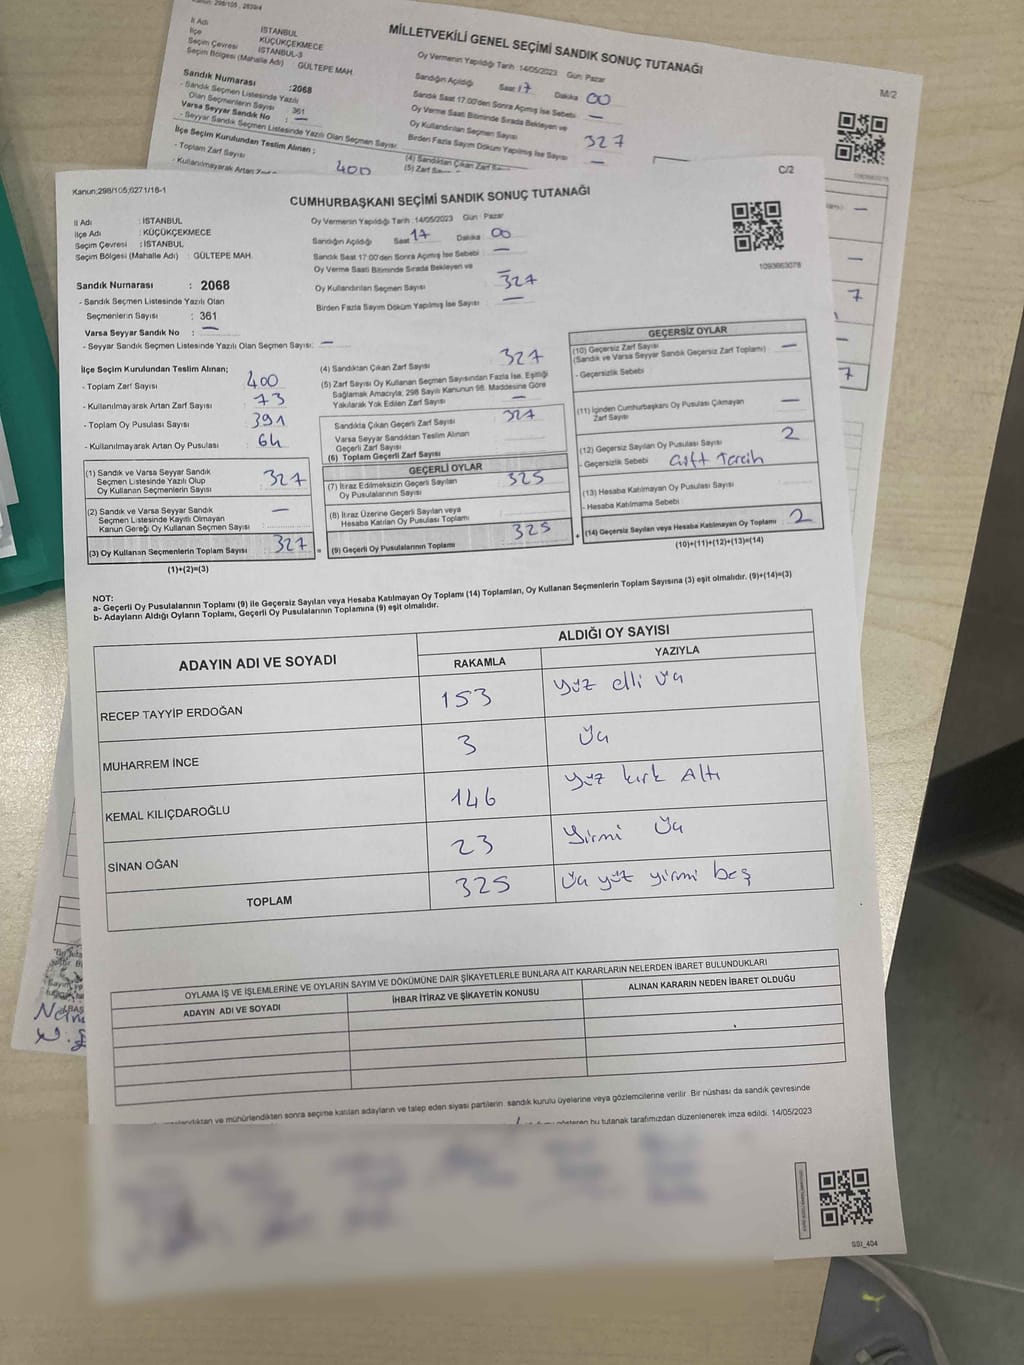 Kanun: 298/105
MİLLETVEKİLİ GENEL SEÇİMİ SANDIK SONUÇ TUTANAĞI
M/2
İl Adı İSTANBUL
İlçe KÜÇÜKÇEKMECE
Seçim Çevresi İSTANBUL-3
Seçim Bölgesi (Mahalle Adı) GÜLTEPE MAH.
Oy Vermenin Yapıldığı Tarih :14/05/2023 Gün: Pazar
Sandığın Açıldığı Saat 17 Dakika 00
Sandık Saat 17:00'den Sonra Açımış İse Sebebi —
Oy Verme Saati Bitiminde Sırada Bekleyen ve
Oy Kullandırılan Seçmen Sayısı 327
Birden Fazla Sayım Döküm Yapılmış İse Sayısı —
Sandık Numarası :2068
- Sandık Seçmen Listesinde Yazılı
Olan Seçmenlerin Sayısı : 361
Varsa Seyyar Sandık No : —
- Seyyar Sandık Seçmen Listesinde Yazılı Olan Seçmen Sayısı
İlçe Seçim Kurulundan Teslim Alınan ;
- Toplam Zarf Sayısı 400
- Kullanılmayarak Artan Zarf
(4) Sandıktan Çıkan Zarf
—
—
7
—
7
Kanun;298/105;6271/18-1
CUMHURBAŞKANI SEÇİMİ SANDIK SONUÇ TUTANAĞI
C/2
İl Adı : İSTANBUL
İlçe Adı : KÜÇÜKÇEKMECE
Seçim Çevresi : İSTANBUL
Seçim Bölgesi (Mahalle Adı) : GÜLTEPE MAH.
Oy Vermenin Yapıldığı Tarih :14/05/2023 Gün : Pazar
Sandığın Açıldığı Saat 17 Dakika 00
Sandık Saat 17:00'den Sonra Açımış İse Sebebi —
Oy Verme Saati Bitiminde Sırada Bekleyen ve
Oy Kullandırılan Seçmen Sayısı 327
Birden Fazla Sayım Döküm Yapılmış İse Sayısı —
1093663078
Sandık Numarası : 2068
- Sandık Seçmen Listesinde Yazılı Olan
Seçmenlerin Sayısı : 361
Varsa Seyyar Sandık No : —
- Seyyar Sandık Seçmen Listesinde Yazılı Olan Seçmen Sayısı: —
İlçe Seçim Kurulundan Teslim Alınan;
- Toplam Zarf Sayısı 400
- Kullanılmayarak Artan Zarf Sayısı 73
- Toplam Oy Pusulası Sayısı 391
- Kullanılmayarak Artan Oy Pusulası 64
(1) Sandık ve Varsa Seyyar Sandık
Seçmen Listesinde Yazılı Olup
Oy Kullanan Seçmenlerin Sayısı 327
(2) Sandık ve Varsa Seyyar Sandık
Seçmen Listesinde Kayıtlı Olmayan
Kanun Gereği Oy Kullanan Seçmen Sayısı —
(3) Oy Kullanan Seçmenlerin Toplam Sayısı 327 =
(1)+(2)=(3)
(4) Sandıktan Çıkan Zarf Sayısı 327
(5) Zarf Sayısı Oy Kullanan Seçmen Sayısından Fazla İse, Eşitliği
Sağlamak Amacıyla; 298 Sayılı Kanunun 98. Maddesine Göre
Yakılarak Yok Edilen Zarf Sayısı —
Sandıkta Çıkan Geçerli Zarf Sayısı 327
Varsa Seyyar Sandıktan Teslim Alınan
Geçerli Zarf Sayısı
(6) Toplam Geçerli Zarf Sayısı
GEÇERLİ OYLAR
(7) İtiraz Edilmeksizin Geçerli Sayılan
Oy Pusulalarının Sayısı 325
(8) İtiraz Üzerine Geçerli Sayılan veya
Hesaba Katılan Oy Pusulası Toplamı
(9) Geçerli Oy Pusulalarının Toplamı 325 +
GEÇERSİZ OYLAR
(10) Geçersiz Zarf Sayısı
(Sandık ve Varsa Seyyar Sandık Geçersiz Zarf Toplamı) —
- Geçersizlik Sebebi
(11) İçinden Cumhurbaşkanı Oy Pusulası Çıkmayan
Zarf Sayısı —
(12) Geçersiz Sayılan Oy Pusulası Sayısı 2
- Geçersizlik Sebebi Çift Tercih
(13) Hesaba Katılmayan Oy Pusulası Sayısı
- Hesaba Katılmama Sebebi
(14) Geçersiz Sayılan veya Hesaba Katılmayan Oy Toplamı 2
(10)+(11)+(12)+(13)=(14)
NOT:
a- Geçerli Oy Pusulalarının Toplamı (9) ile Geçersiz Sayılan veya Hesaba Katılmayan Oy Toplamı (14) Toplamları, Oy Kullanan Seçmenlerin Toplam Sayısına (3) eşit olmalıdır. (9)+(14)=(3)
b- Adayların Aldığı Oyların Toplamı, Geçerli Oy Pusulalarının Toplamına (9) eşit olmalıdır.
ADAYIN ADI VE SOYADI ALDIĞI OY SAYISI
RAKAMLA YAZIYLA
RECEP TAYYİP ERDOĞAN 153 Yüz elli üç
MUHARREM İNCE 3 Üç
KEMAL KILIÇDAROĞLU 146 Yüz kırk Altı
SİNAN OĞAN 23 Yirmi Üç
TOPLAM 325 Üç yüz yirmi beş
OYLAMA İŞ VE İŞLEMLERİNE VE OYLARIN SAYIM VE DÖKÜMÜNE DAİR ŞİKAYETLERLE BUNLARA AİT KARARLARIN NELERDEN İBARET BULUNDUKLARI
ADAYIN ADI VE SOYADI İHBAR İTİRAZ VE ŞİKAYETİN KONUSU ALINAN KARARIN NEDEN İBARET OLDUĞU
ve mühürlendikten sonra seçime katılan adayların ve talep eden siyasi partilerin sandık kurulu üyelerine veya gözlemcilerine verilir. Bir nüshası da sandık çevresinde
gösteren bu tutanak tarafımızdan düzenlenerek imza edildi. 14/05/2023
GSI_404